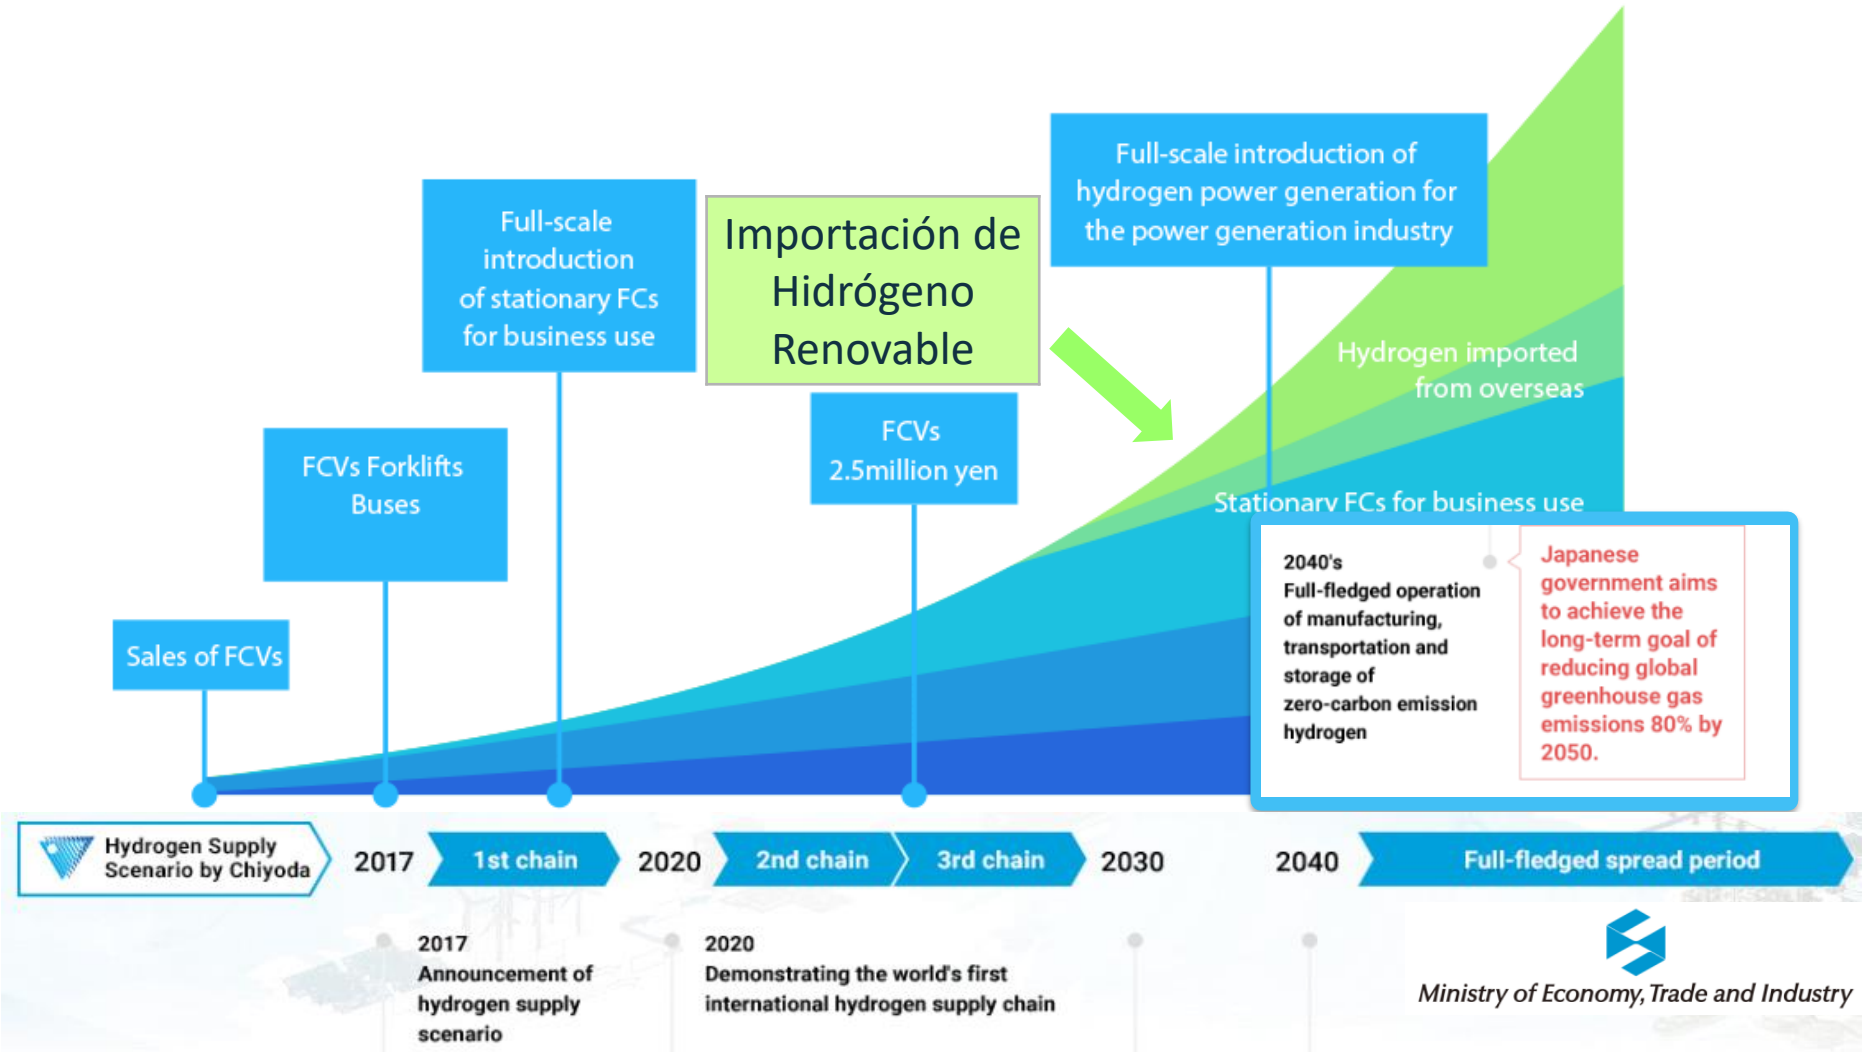 Full-scale introduction of
hydrogen power generation for
the power generation industry
Full-scale
introduction
of stationary FCs
for business use
Importación de
Hidrógeno
Renovable
Hydrogen imported
from overseas
FCVs
2.5million yen
FCVs Forklifts
Buses
Stationary FCs for business use
Sales of FCVs
2040's
Full-fledged operation
of manufacturing,
transportation and
storage of
zero-carbon emission
hydrogen
Japanese
government aims
to achieve the
long-term goal of
reducing global
greenhouse gas
emissions 80% by
2050.
Hydrogen Supply
Scenario by Chiyoda
2017
1st chain
2020
2nd chain
3rd chain
2030
2040
Full-fledged spread period
2017
Announcement of
hydrogen supply
scenario
2020
Demonstrating the world's first
international hydrogen supply chain
Ministry of Economy, Trade and Industry